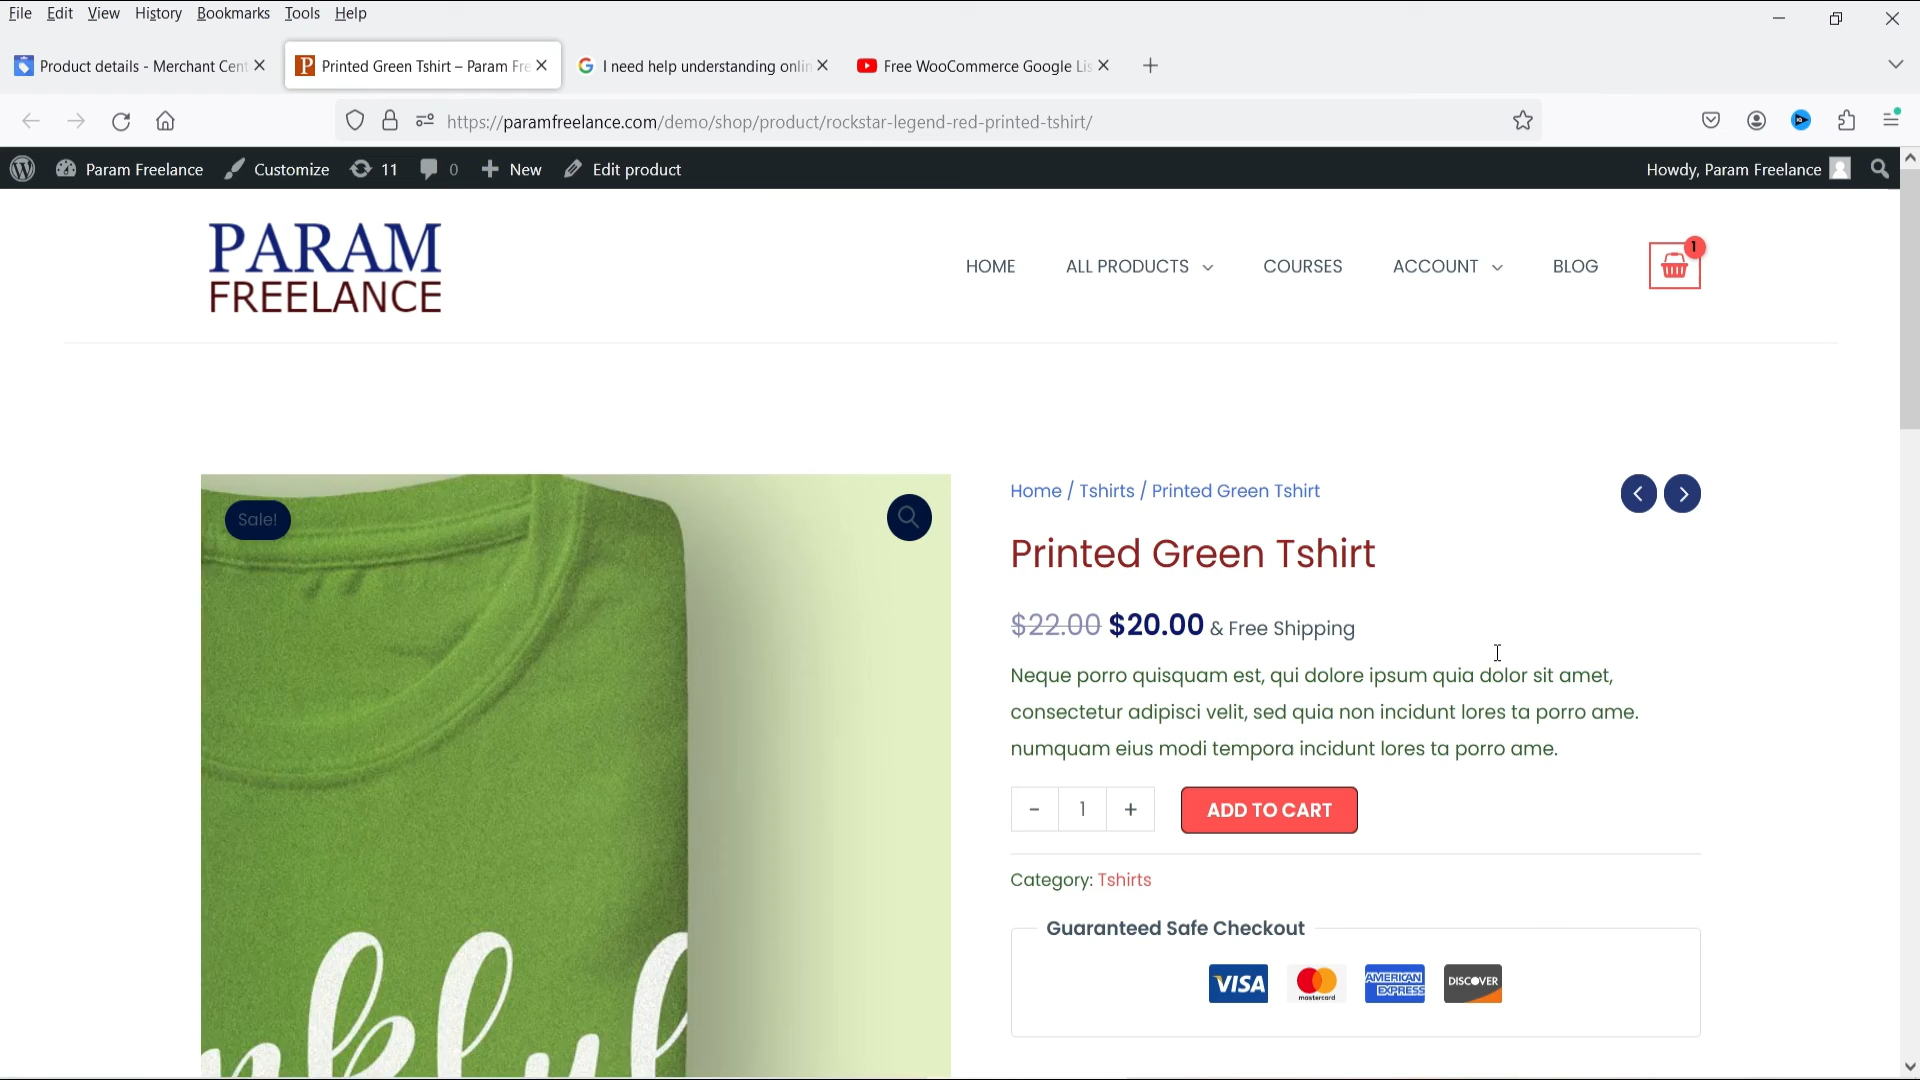 File Edit View History Bookmarks Tools Help
Product details - Merchant Cent
Printed Green Tshirt – Param Fre
I need help understanding onlin
Free WooCommerce Google Lis
https://paramfreelance.com/demo/shop/product/rockstar-legend-red-printed-tshirt/
Param Freelance Customize 11 0 New Edit product Howdy, Param Freelance
PARAM
FREELANCE
HOME ALL PRODUCTS COURSES ACCOUNT BLOG 1
Sale!
Home / Tshirts / Printed Green Tshirt
Printed Green Tshirt
$22.00 $20.00 & Free Shipping
Neque porro quisquam est, qui dolore ipsum quia dolor sit amet,
consectetur adipisci velit, sed quia non incidunt lores ta porro ame.
numquam eius modi tempora incidunt lores ta porro ame.
- 1 + ADD TO CART
Category: Tshirts
Guaranteed Safe Checkout
VISA mastercard AMERICAN EXPRESS DISCOVER